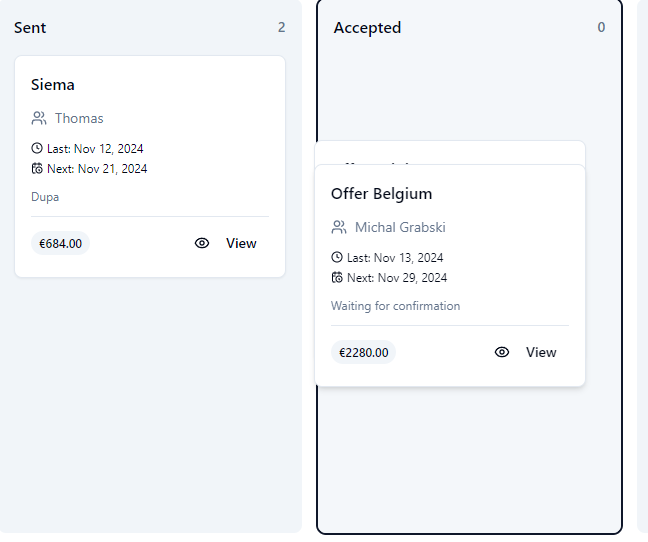 Sent 2
Siema
Thomas
Last: Nov 12, 2024
Next: Nov 21, 2024
Dupa
€684.00 View
Accepted 0
Offer Belgium
Michal Grabski
Last: Nov 13, 2024
Next: Nov 29, 2024
Waiting for confirmation
€2280.00 View